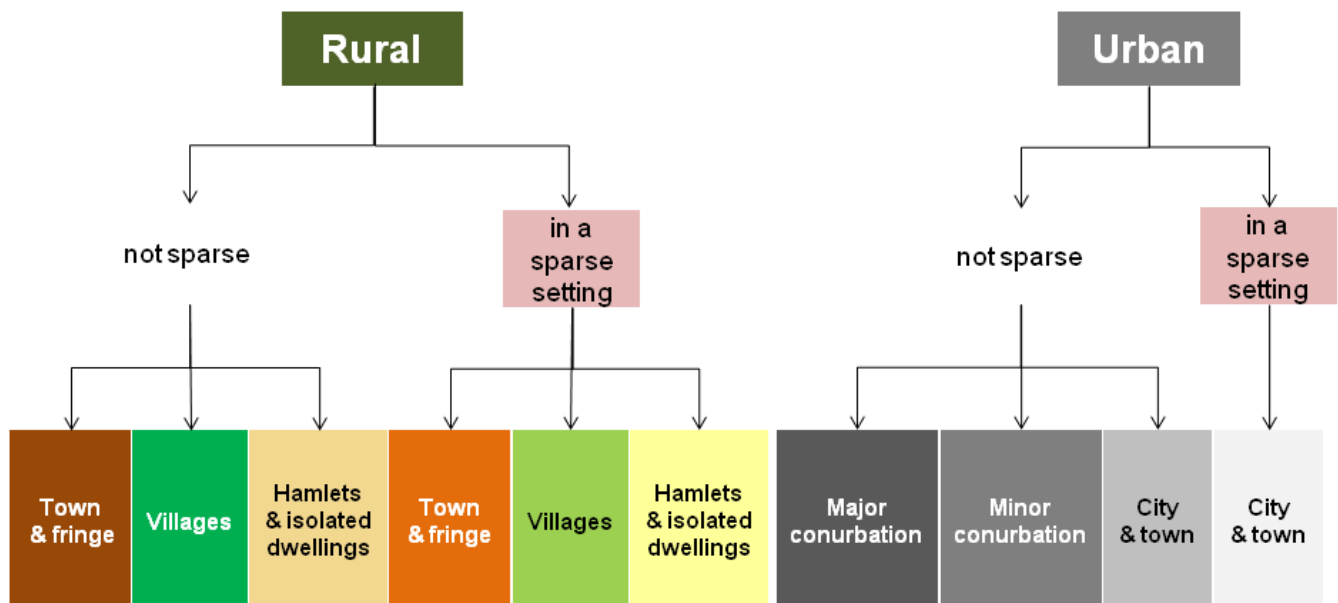 Rural
Urban
not sparse
in a
sparse
setting
not sparse
in a
sparse
setting
Town
& fringe
Villages
Hamlets
& isolated
dwellings
Town
& fringe
Villages
Hamlets
& isolated
dwellings
Major
conurbation
Minor
conurbation
City
& town
City
& town